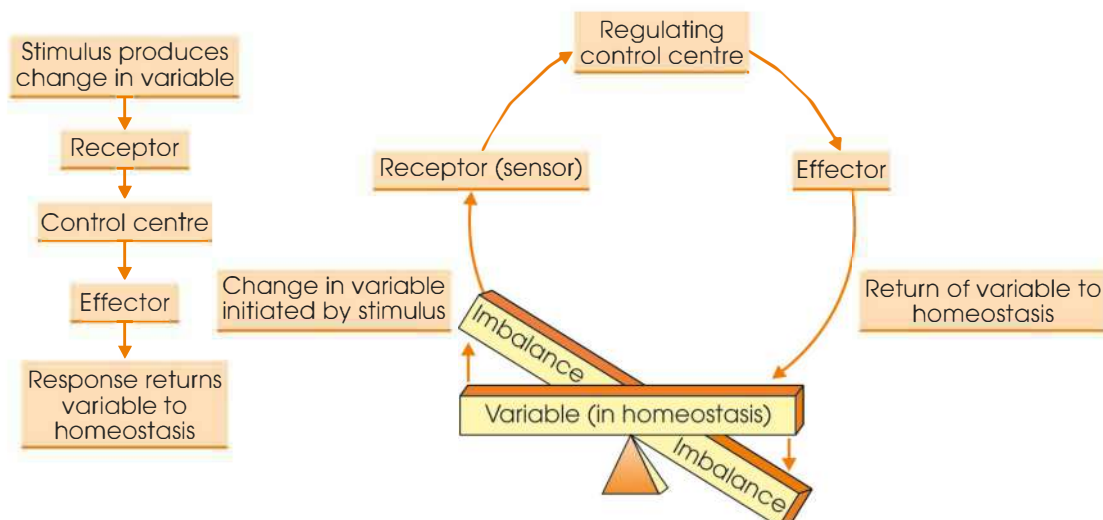 Stimulus produces
change in variable
Receptor
Control centre
Effector
Response returns
variable to
homeostasis
Regulating
control centre
Receptor (sensor)
Effector
Change in variable
initiated by stimulus
Return of variable to
homeostasis
Imbalance
Variable (in homeostasis)
Imbalance